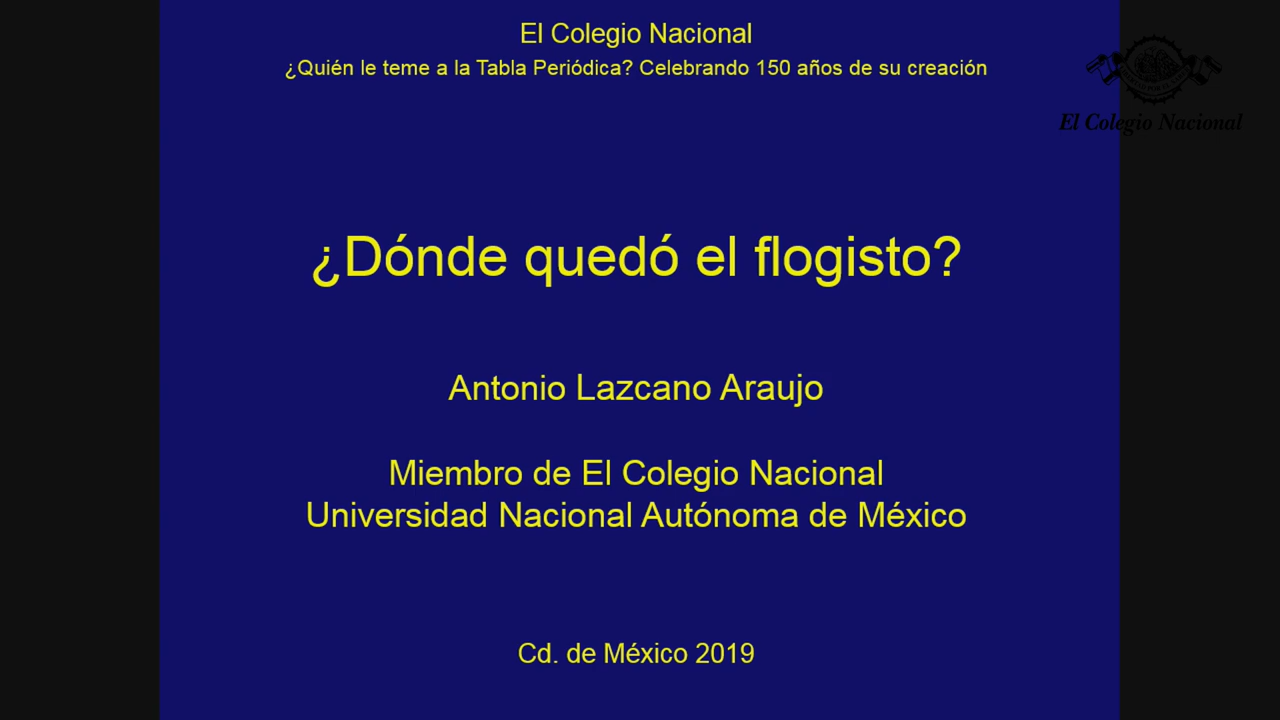 El Colegio Nacional
¿Quién le teme a la Tabla Periódica? Celebrando 150 años de su creación
El Colegio Nacional
¿Dónde quedó el flogisto?
Antonio Lazcano Araujo
Miembro de El Colegio Nacional
Universidad Nacional Autónoma de México
Cd. de México 2019